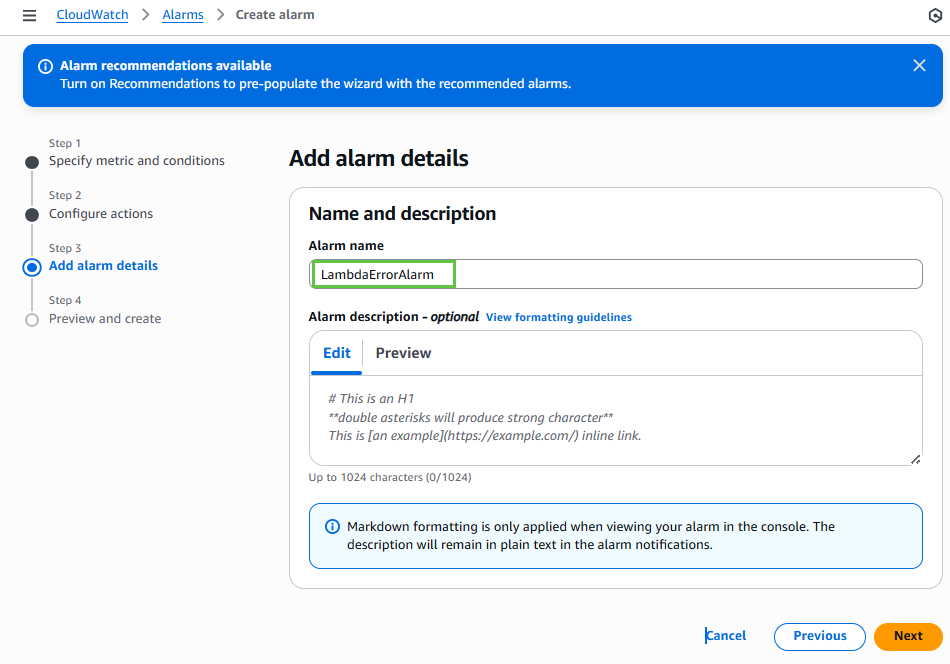 CloudWatch > Alarms > Create alarm
Alarm recommendations available
Turn on Recommendations to pre-populate the wizard with the recommended alarms.
Step 1
Specify metric and conditions
Step 2
Configure actions
Step 3
Add alarm details
Step 4
Preview and create
Add alarm details
Name and description
Alarm name
LambdaErrorAlarm
Alarm description - optional View formatting guidelines
Edit Preview
# This is an H1
**double asterisks will produce strong character**
This is [an example](https://example.com/) inline link.
Up to 1024 characters (0/1024)
Markdown formatting is only applied when viewing your alarm in the console. The
description will remain in plain text in the alarm notifications.
Cancel Previous Next